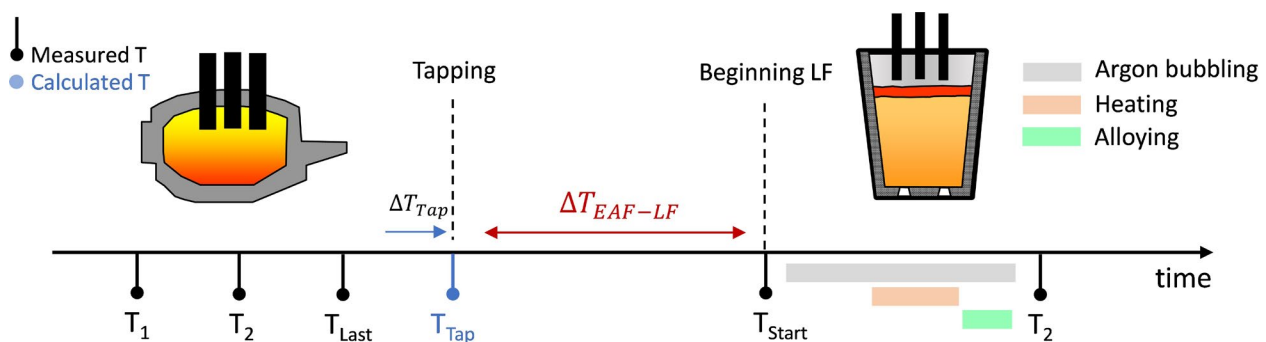 Measured T
Calculated T
Tapping
Beginning LF
Argon bubbling
Heating
Alloying
ΔT_Tap
ΔT_EAF−LF
time
T_1
T_2
T_Last
T_Tap
T_Start
T_2